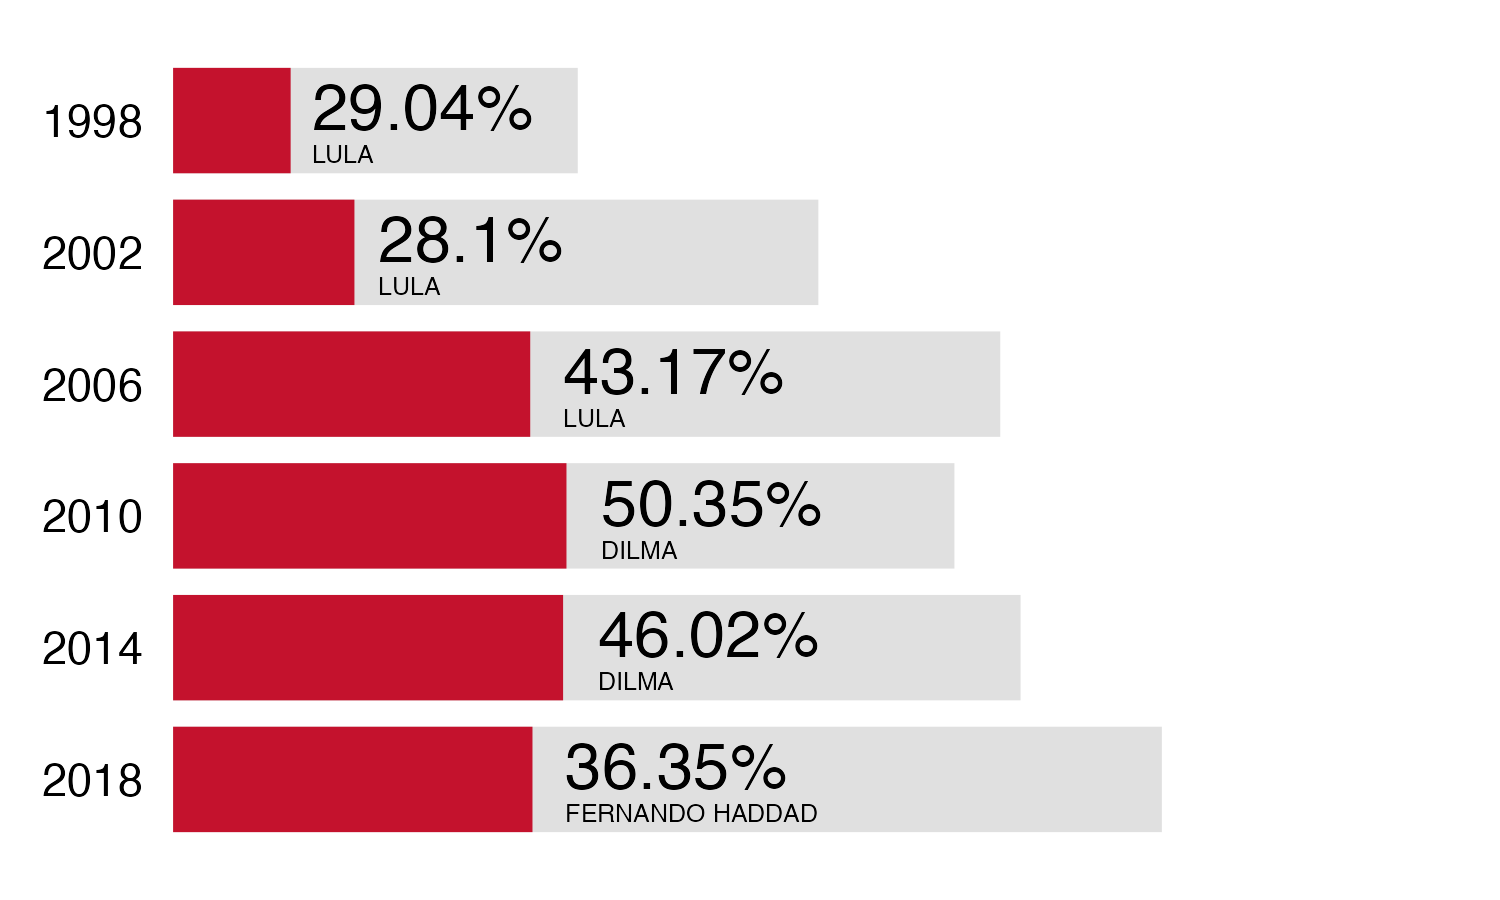 1998
29.04%
LULA
2002
28.1%
LULA
2006
43.17%
LULA
2010
50.35%
DILMA
2014
46.02%
DILMA
2018
36.35%
FERNANDO HADDAD